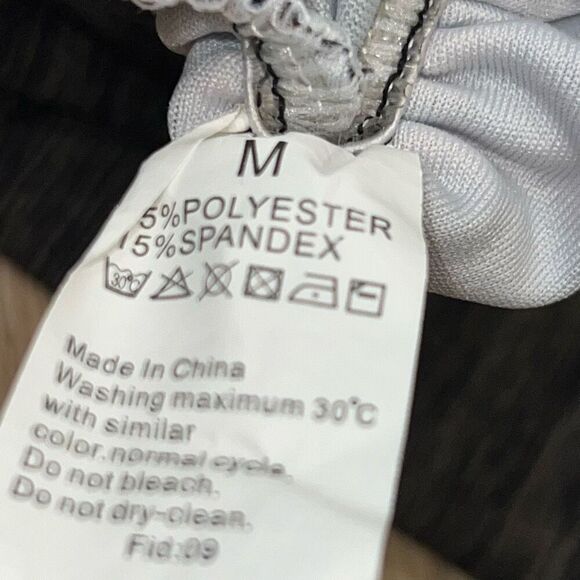 M
5%POLYESTER
15%SPANDEX
30°C
Made In China
Washing maximum 30°C
with similar
color.normal cycle.
Do not bleach.
Do not dry-clean.
Fid:09